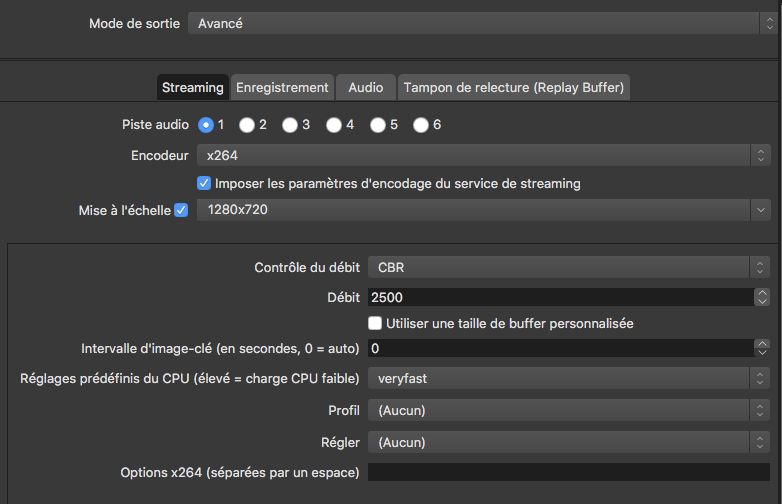 Mode de sortie Avancé
Streaming Enregistrement Audio Tampon de relecture (Replay Buffer)
Piste audio 1 2 3 4 5 6
Encodeur x264
Imposer les paramètres d'encodage du service de streaming
Mise à l'échelle 1280x720
Contrôle du débit CBR
Débit 2500
Utiliser une taille de buffer personnalisée
Intervalle d'image-clé (en secondes, 0 = auto) 0
Réglages prédéfinis du CPU (élevé = charge CPU faible) veryfast
Profil (Aucun)
Régler (Aucun)
Options x264 (séparées par un espace)